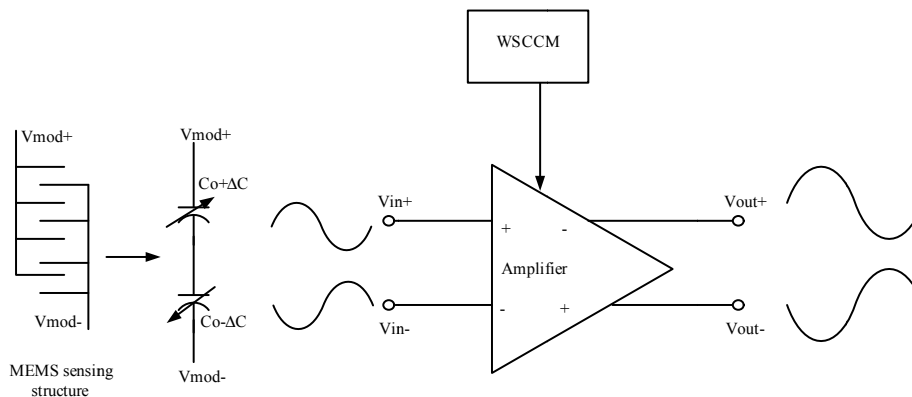 WSCCM
Vmod+
Vmod+
Co+ΔC
Vin+
Vout+
+
-
Amplifier
-
+
Co-ΔC
Vmod-
Vin-
Vout-
Vmod-
MEMS sensing
structure